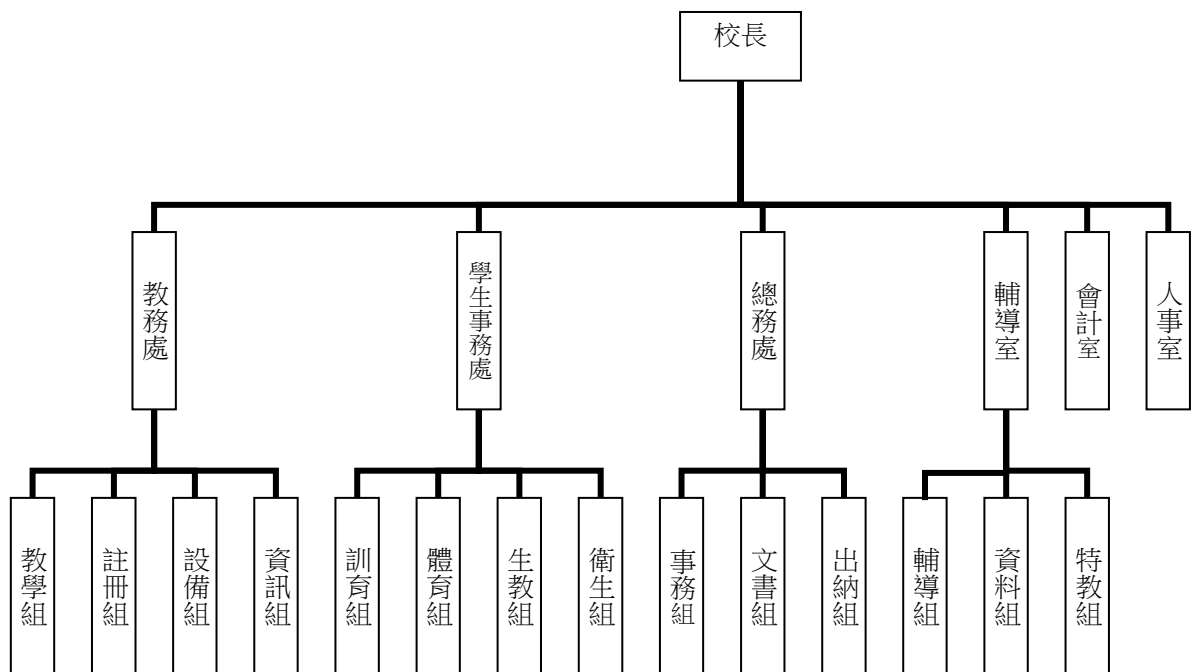 校長
教務處
學生事務處
總務處
輔導室
會計室
人事室
教學組
註冊組
設備組
資訊組
訓育組
體育組
生教組
衛生組
事務組
文書組
出納組
輔導組
資料組
特教組